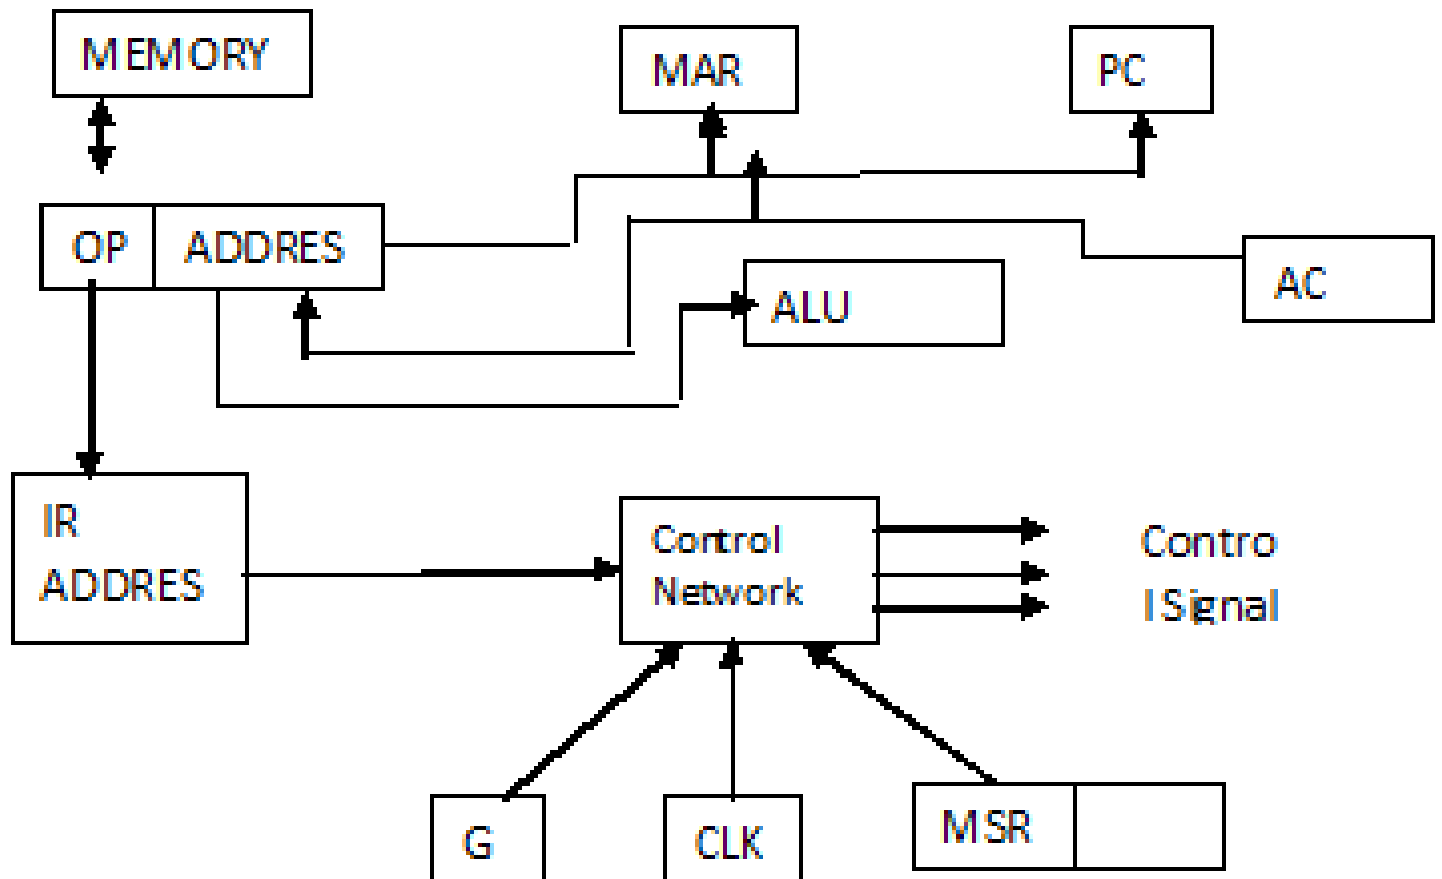 MEMORY
MAR
PC
OP
ADDRES
AC
ALU
IR
ADDRES
Control
Network
Contro
l Signal
G
CLK
MSR